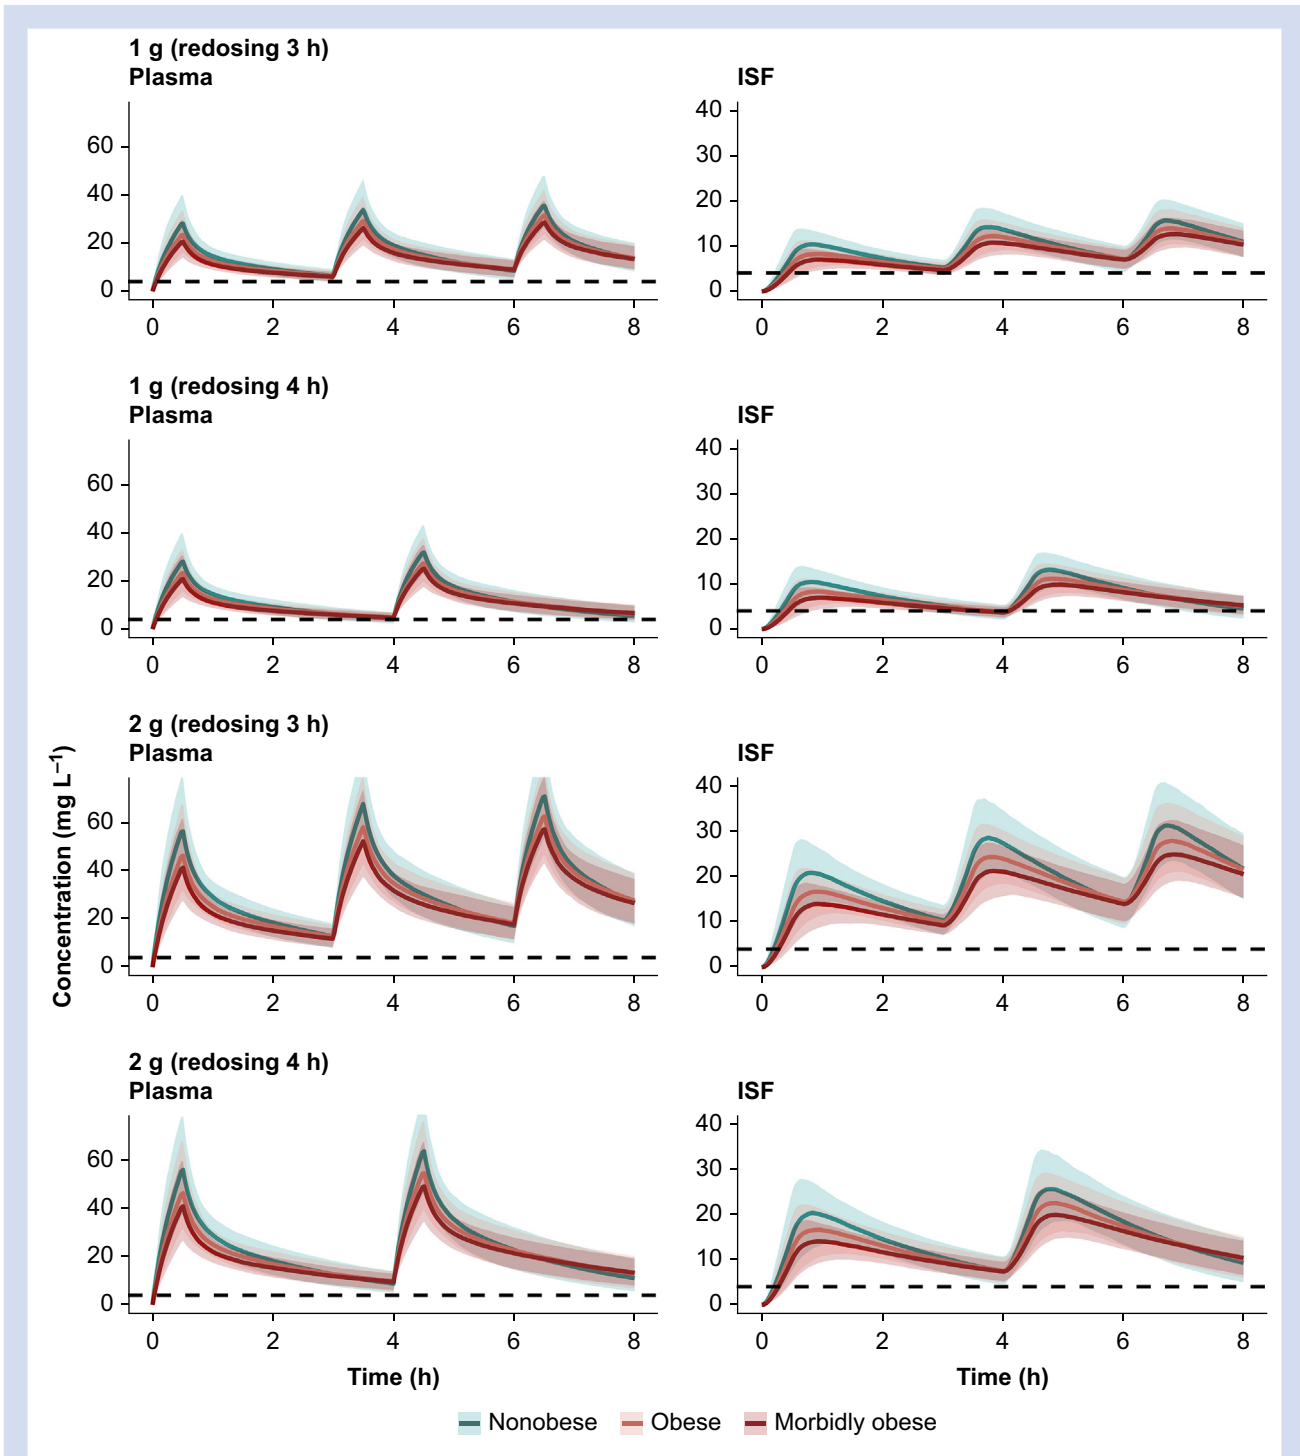 1 g (redosing 3 h)
Plasma
ISF
60
40
20
0
40
30
20
10
0
0 2 4 6 8
0 2 4 6 8
1 g (redosing 4 h)
Plasma
ISF
60
40
20
0
40
30
20
10
0
0 2 4 6 8
0 2 4 6 8
2 g (redosing 3 h)
Plasma
ISF
60
40
20
0
40
30
20
10
0
0 2 4 6 8
0 2 4 6 8
Concentration (mg L⁻¹)
2 g (redosing 4 h)
Plasma
ISF
60
40
20
0
40
30
20
10
0
0 2 4 6 8
0 2 4 6 8
Time (h)
Time (h)
Nonobese Obese Morbidly obese